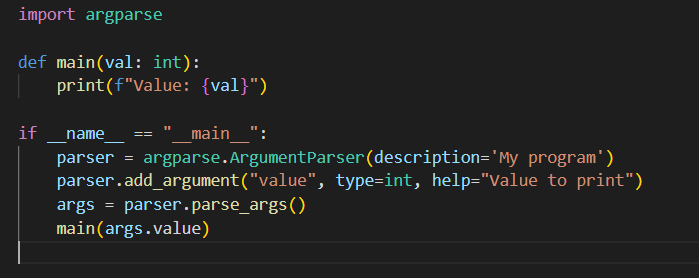 import argparse
def main(val: int):
    print(f"Value: {val}")
if __name__ == "__main__":
    parser = argparse.ArgumentParser(description='My program')
    parser.add_argument("value", type=int, help="Value to print")
    args = parser.parse_args()
    main(args.value)